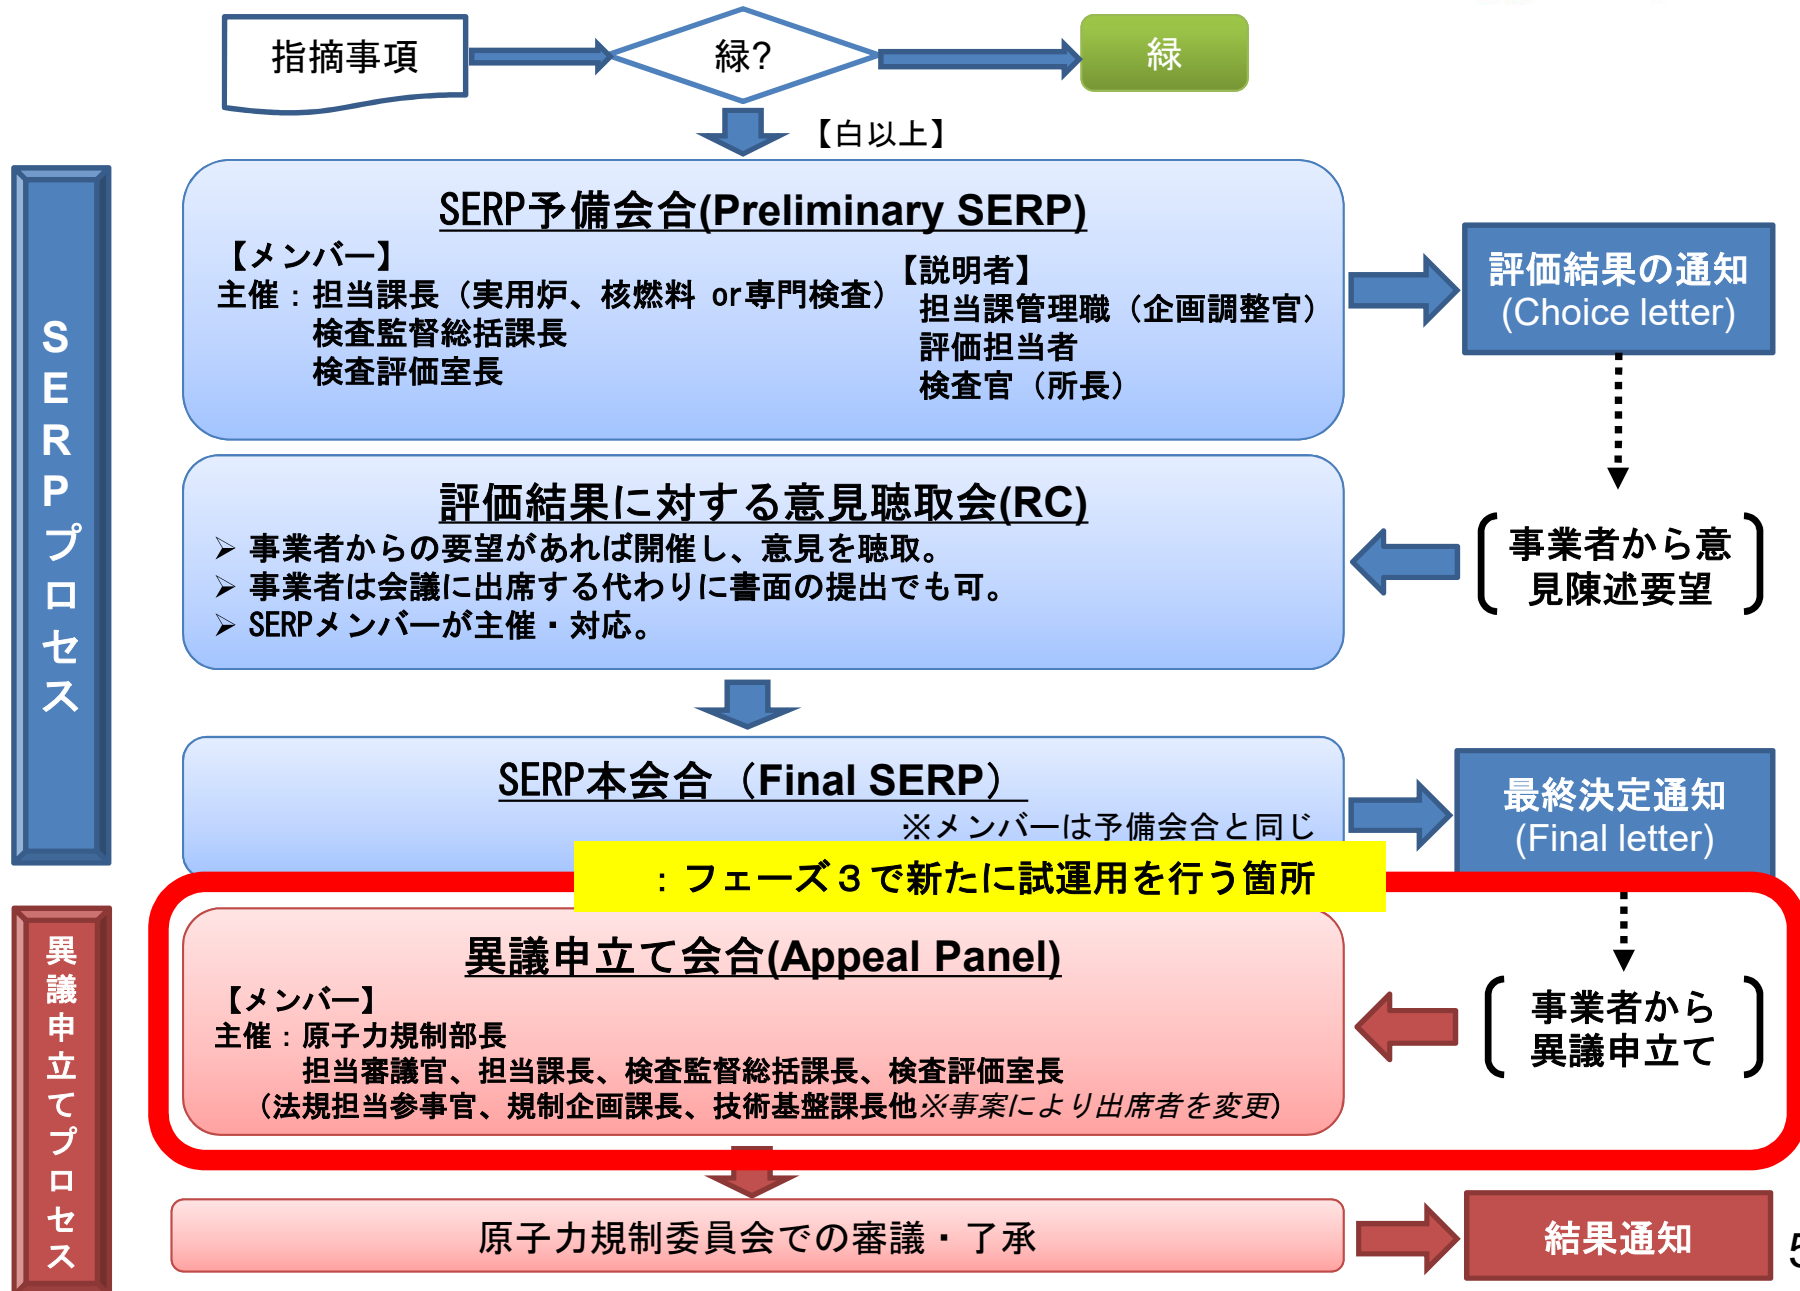 指摘事項
緑?
緑
【白以上】
SERPプロセス
SERP予備会合(Preliminary SERP)
【メンバー】
主催：担当課長（実用炉、核燃料 or専門検査）
検査監督総括課長
検査評価室長
【説明者】
担当課管理職（企画調整官）
評価担当者
検査官（所長）
評価結果の通知
(Choice letter)
評価結果に対する意見聴取会(RC)
➢ 事業者からの要望があれば開催し、意見を聴取。
➢ 事業者は会議に出席する代わりに書面の提出でも可。
➢ SERPメンバーが主催・対応。
事業者から意
見陳述要望
SERP本会合（Final SERP）
※メンバーは予備会合と同じ
最終決定通知
(Final letter)
：フェーズ３で新たに試運用を行う箇所
異議申立てプロセス
異議申立て会合(Appeal Panel)
【メンバー】
主催：原子力規制部長
担当審議官、担当課長、検査監督総括課長、検査評価室長
（法規担当参事官、規制企画課長、技術基盤課長他※事案により出席者を変更）
事業者から
異議申立て
原子力規制委員会での審議・了承
結果通知
5